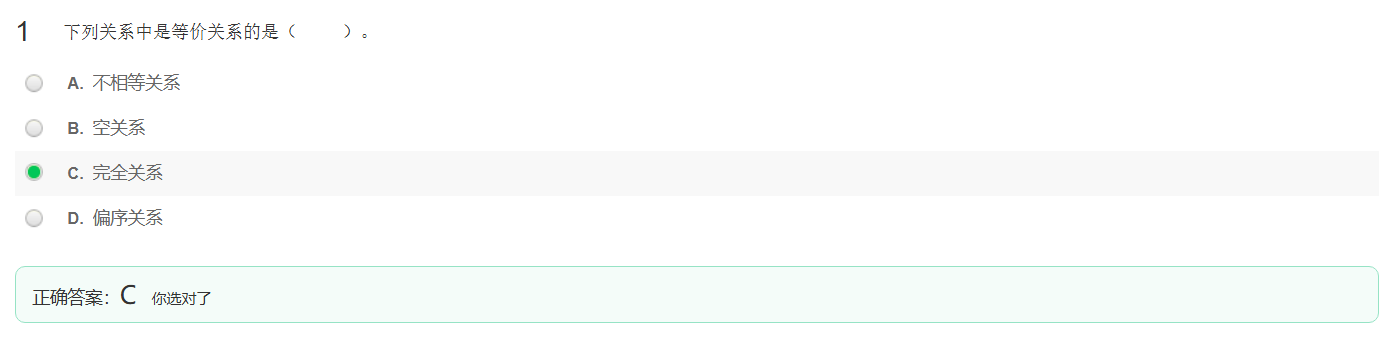 1 下列关系中是等价关系的是（ ）。
A. 不相等关系
B. 空关系
C. 完全关系
D. 偏序关系
正确答案：C 你选对了